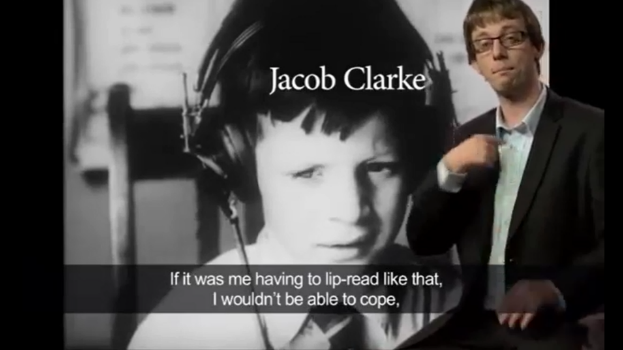 Jacob Clarke
If it was me having to lip-read like that,
I wouldn't be able to cope,